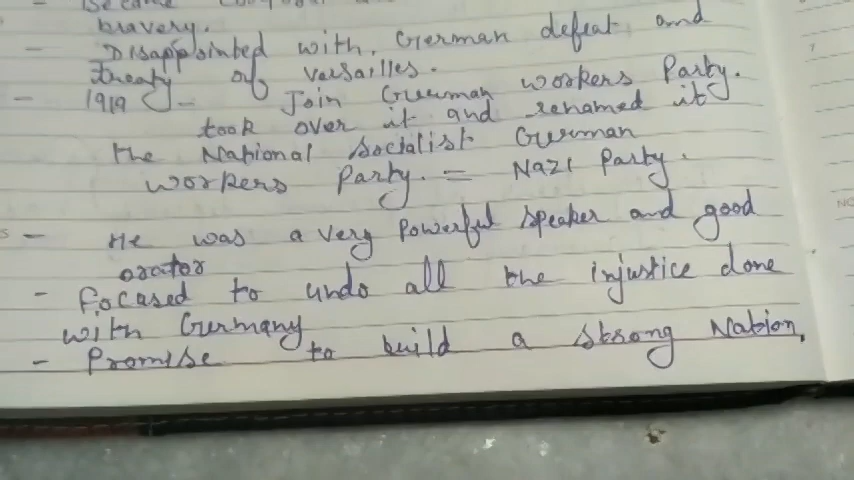 bravery.
- Disappointed with, German defeat and
treaty of versailles.
- 1919 - Join German workers Party.
took over it and renamed it
the National socialist German
workers Party. = Nazi Party.
- He was a very Powerful speaker and good
orator
- focused to undo all the injustice done
with Germany
- Promise to build a strong Nation.